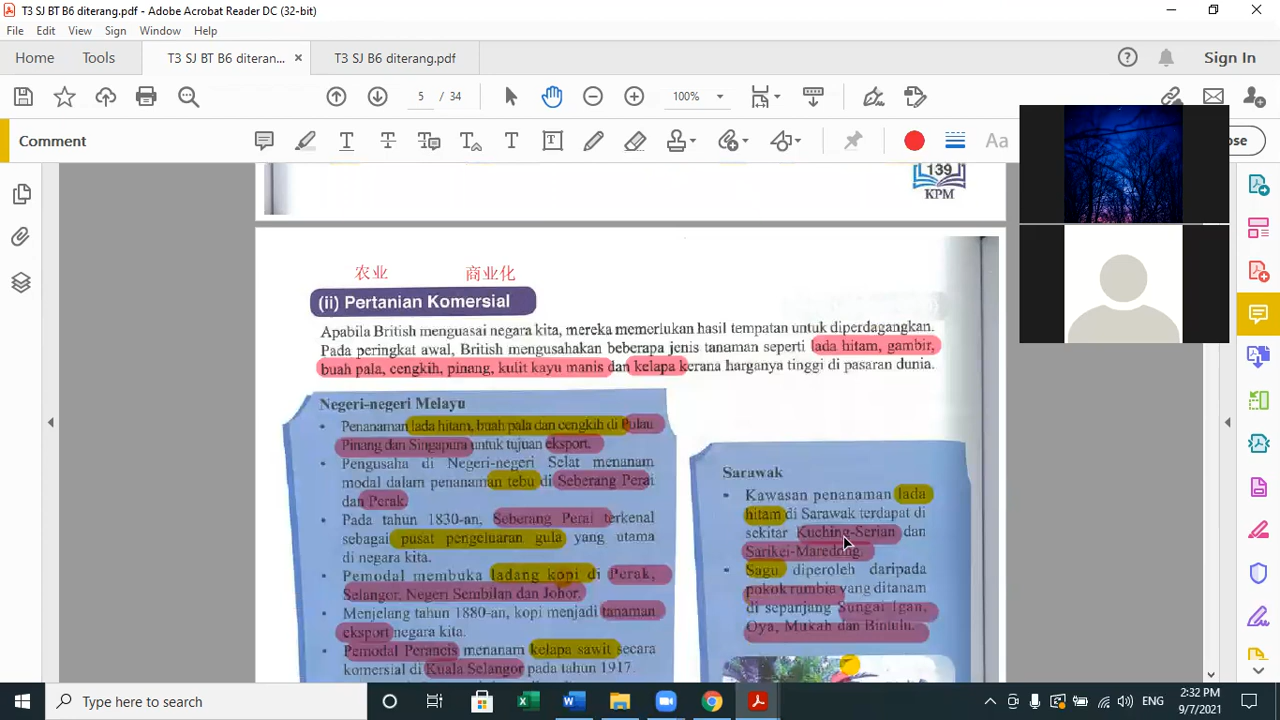 T3 SJ BT B6 diterang.pdf - Adobe Acrobat Reader DC (32-bit)
File Edit View Sign Window Help
Home Tools T3 SJ BT B6 diteran... × T3 SJ B6 diterang.pdf Sign In
5 / 34 100%
Comment Aa ose
139
KPM
农业 商业化
(ii) Pertanian Komersial
Apabila British menguasai negara kita, mereka memerlukan hasil tempatan untuk diperdagangkan.
Pada peringkat awal, British mengusahakan beberapa jenis tanaman seperti lada hitam, gambir,
buah pala, cengkih, pinang, kulit kayu manis dan kelapa kerana harganya tinggi di pasaran dunia.
Negeri-negeri Melayu
• Penanaman lada hitam, buah pala dan cengkih di Pulau
Pinang dan Singapura untuk tujuan eksport.
• Pengusaha di Negeri-negeri Selat menanam
modal dalam penanaman tebu di Seberang Perai
dan Perak.
• Pada tahun 1830-an, Seberang Perai terkenal
sebagai pusat pengeluaran gula yang utama
di negara kita.
• Pemodal membuka ladang kopi di Perak,
Selangor, Negeri Sembilan dan Johor.
• Menjelang tahun 1880-an, kopi menjadi tanaman
eksport negara kita.
• Pemodal Perancis menanam kelapa sawit secara
komersial di Kuala Selangor pada tahun 1917.
Sarawak
• Kawasan penanaman lada
hitam di Sarawak terdapat di
sekitar Kuching-Serian dan
Sarikei-Maredong.
• Sagu diperoleh daripada
pokok rumbia yang ditanam
di sepanjang Sungai Igan,
Oya, Mukah dan Bintulu.
Type here to search
ENG
2:32 PM
9/7/2021